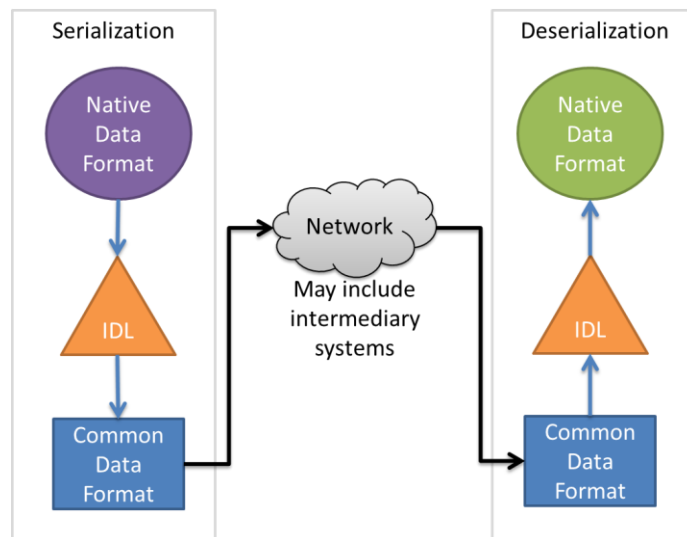 Serialization
Native
Data
Format
IDL
Common
Data
Format
Network
May include
intermediary
systems
Deserialization
Native
Data
Format
IDL
Common
Data
Format